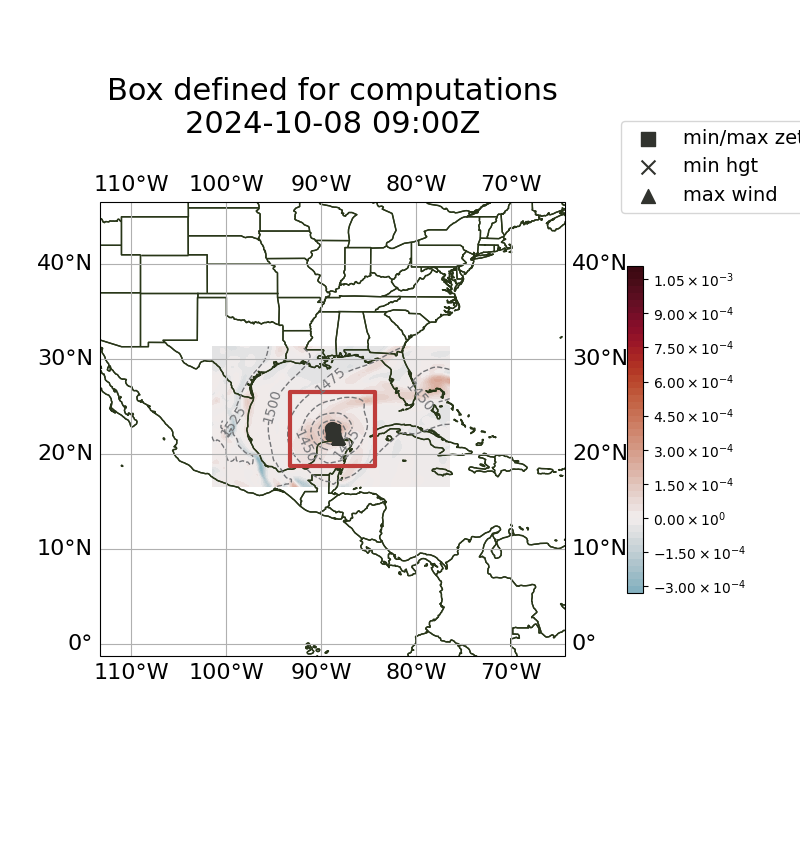 Box defined for computations
2024-10-08 09:00Z
min/max zet
min hgt
max wind
110°W 100°W 90°W 80°W 70°W
40°N 40°N
30°N 30°N
20°N 20°N
10°N 10°N
0° 0°
110°W 100°W 90°W 80°W 70°W
1475
1500
1525
1450
1.05 × 10⁻³
9.00 × 10⁻⁴
7.50 × 10⁻⁴
6.00 × 10⁻⁴
4.50 × 10⁻⁴
3.00 × 10⁻⁴
1.50 × 10⁻⁴
0.00 × 10⁰
−1.50 × 10⁻⁴
−3.00 × 10⁻⁴